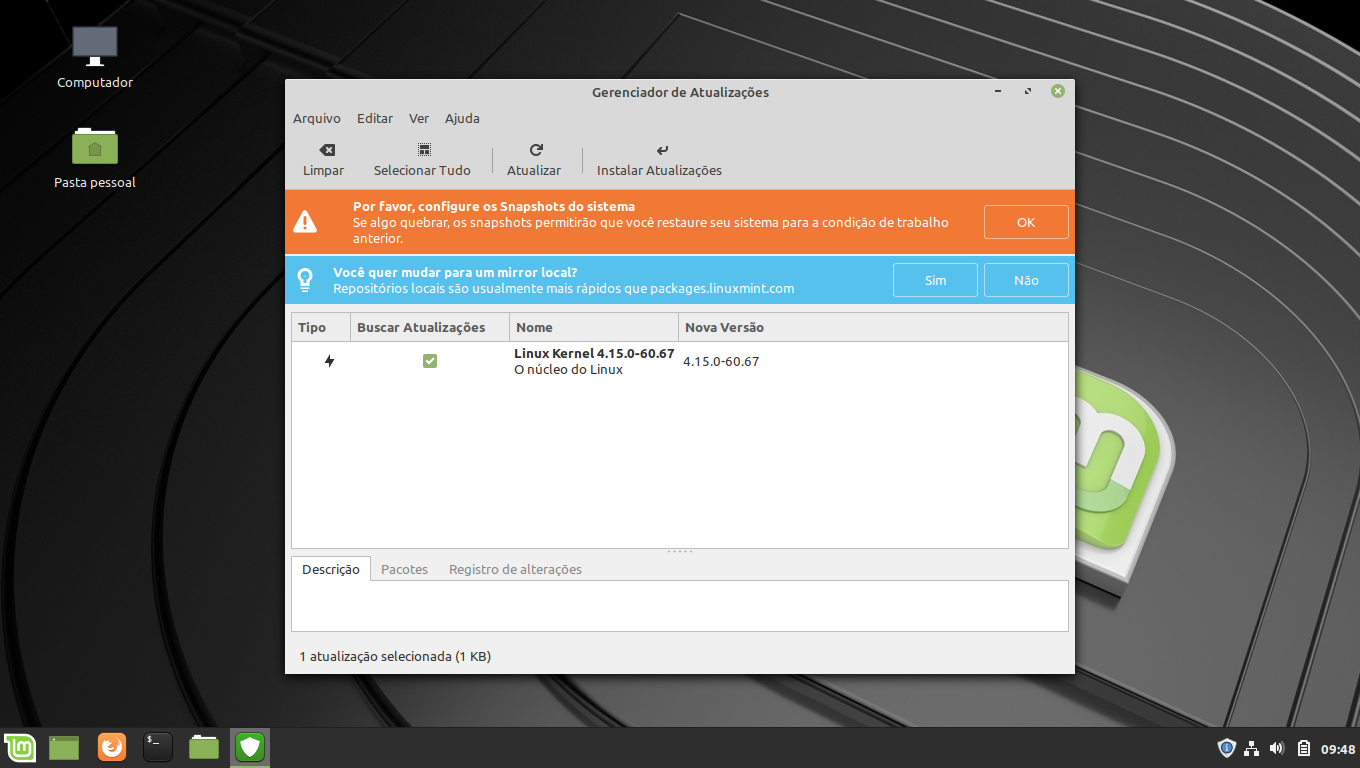 Computador
Pasta pessoal
Gerenciador de Atualizações
Arquivo Editar Ver Ajuda
Limpar Selecionar Tudo Atualizar Instalar Atualizações
Por favor, configure os Snapshots do sistema
Se algo quebrar, os snapshots permitirão que você restaure seu sistema para a condição de trabalho
anterior.
OK
Você quer mudar para um mirror local?
Repositórios locais são usualmente mais rápidos que packages.linuxmint.com
Sim Não
Tipo Buscar Atualizações Nome Nova Versão
Linux Kernel 4.15.0-60.67 4.15.0-60.67
O núcleo do Linux
Descrição Pacotes Registro de alterações
1 atualização selecionada (1 KB)
$_
09:48